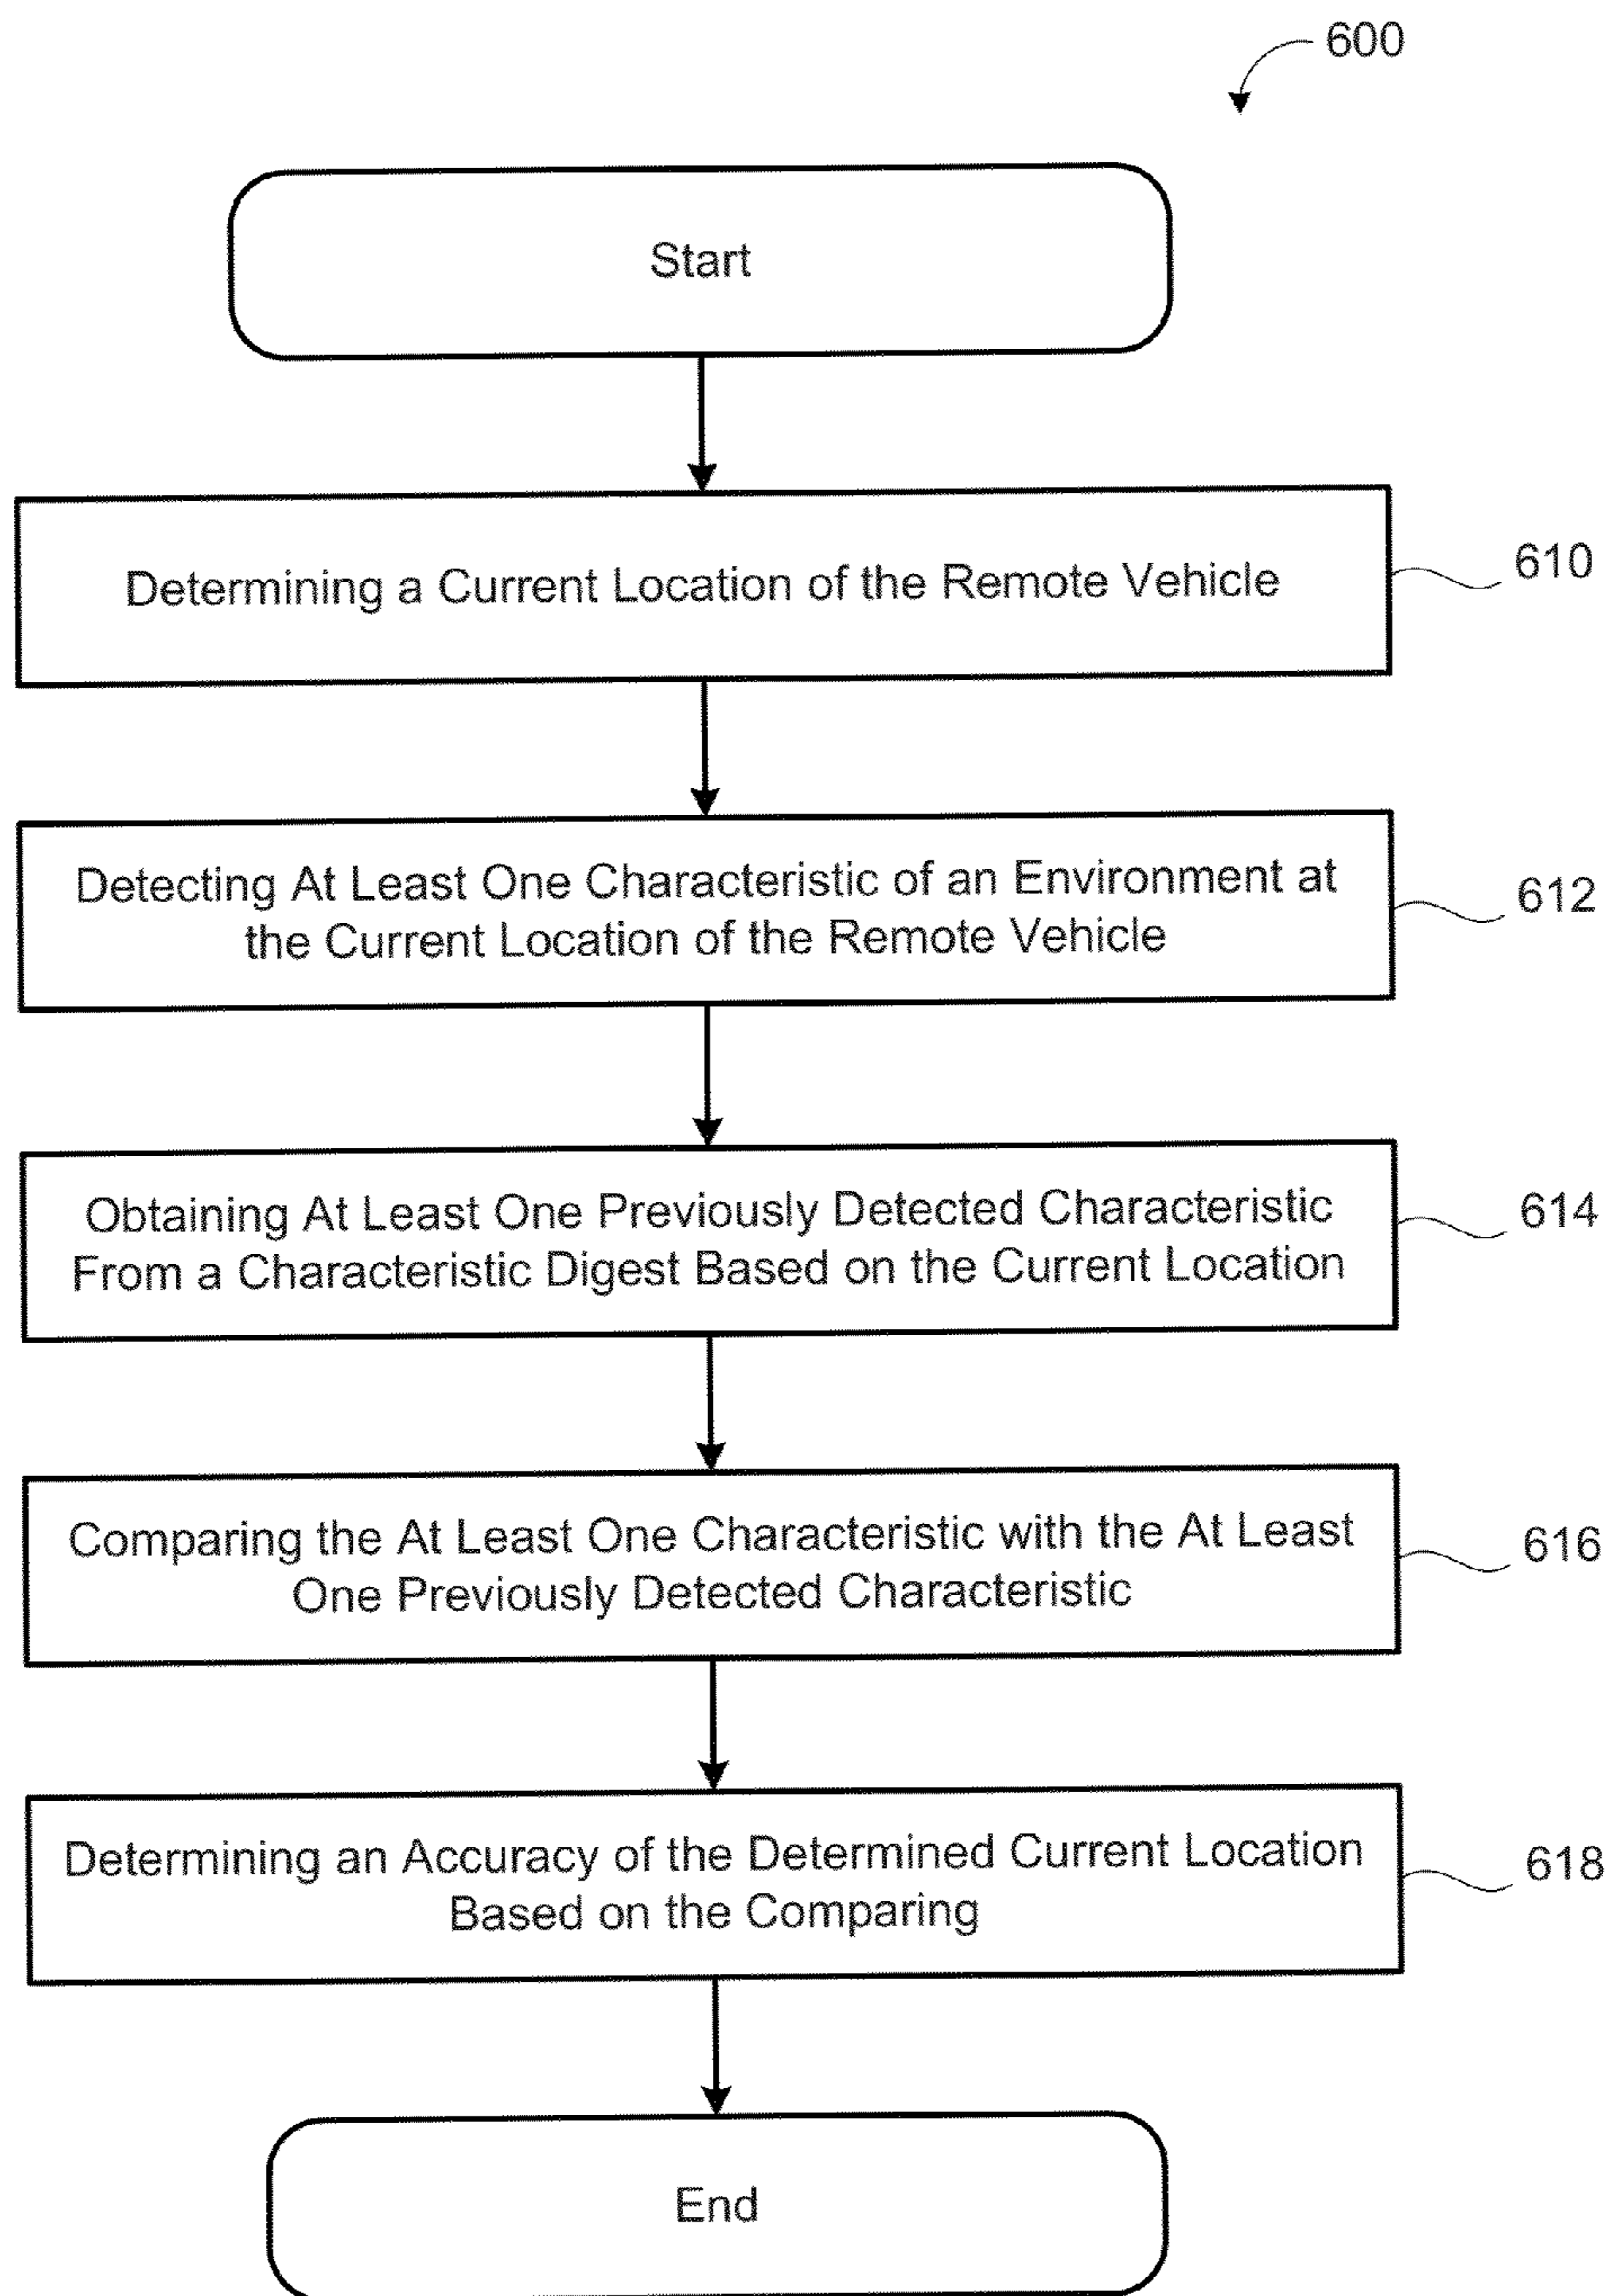 600
Start
Determining a Current Location of the Remote Vehicle
610
Detecting At Least One Characteristic of an Environment at
the Current Location of the Remote Vehicle
612
Obtaining At Least One Previously Detected Characteristic
From a Characteristic Digest Based on the Current Location
614
Comparing the At Least One Characteristic with the At Least
One Previously Detected Characteristic
616
Determining an Accuracy of the Determined Current Location
Based on the Comparing
618
End